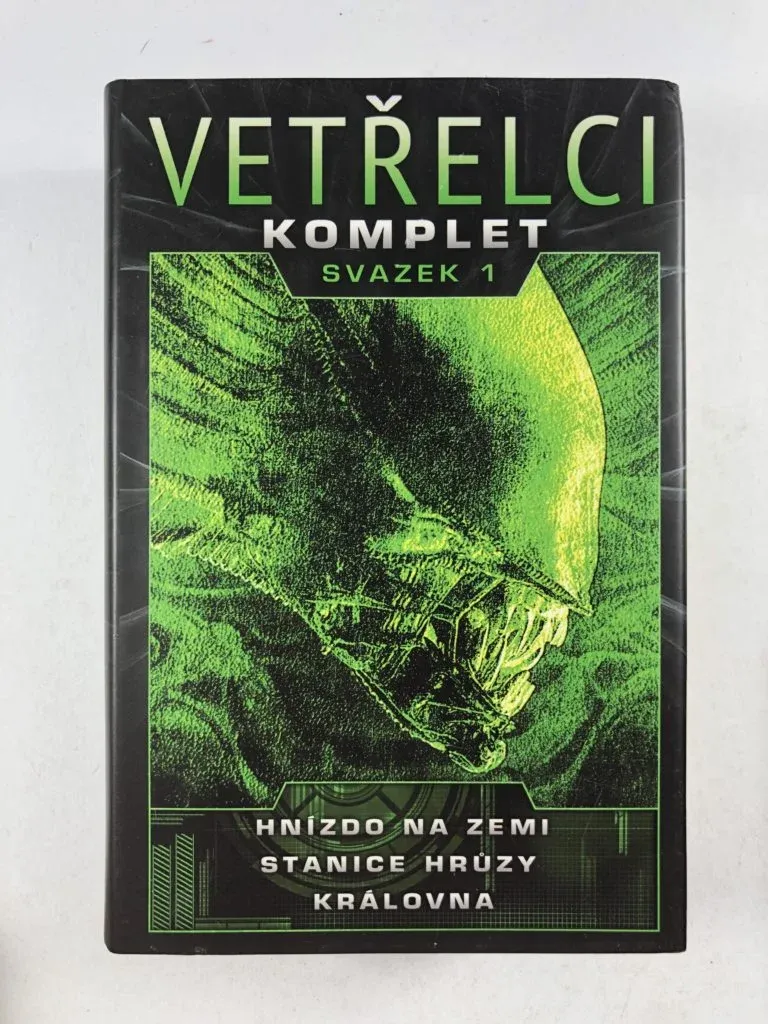 VETŘELCI
KOMPLET
SVAZEK 1
HNÍZDO NA ZEMI
STANICE HRŮZY
KRÁLOVNA